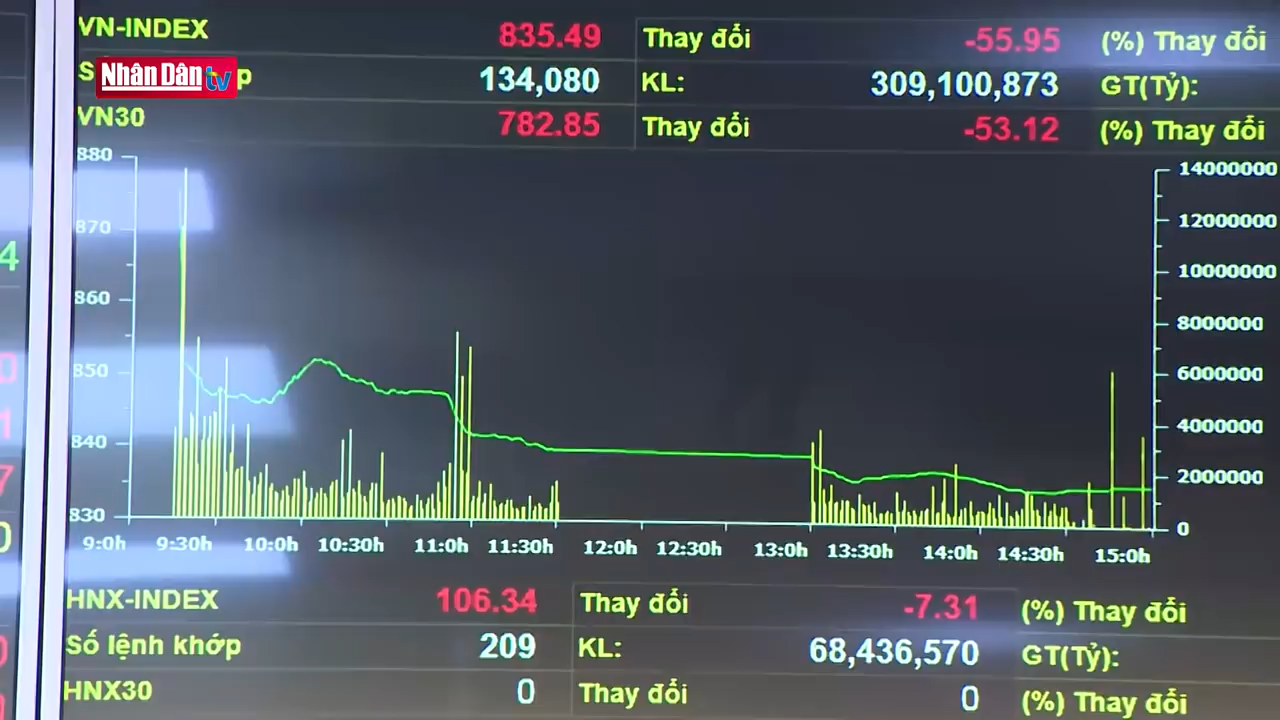 VN-INDEX 835.49 Thay đổi -55.95 (%) Thay đổi
Nhân Dân tv
134,080 KL: 309,100,873 GT(Tỷ):
VN30 782.85 Thay đổi -53.12 (%) Thay đổi
880 14000000
870 12000000
860 10000000
8000000
850 6000000
840 4000000
2000000
830 0
9:0h 9:30h 10:0h 10:30h 11:0h 11:30h 12:0h 12:30h 13:0h 13:30h 14:0h 14:30h 15:0h
HNX-INDEX 106.34 Thay đổi -7.31 (%) Thay đổi
Số lệnh khớp 209 KL: 68,436,570 GT(Tỷ):
HNX30 0 Thay đổi 0 (%) Thay đổi